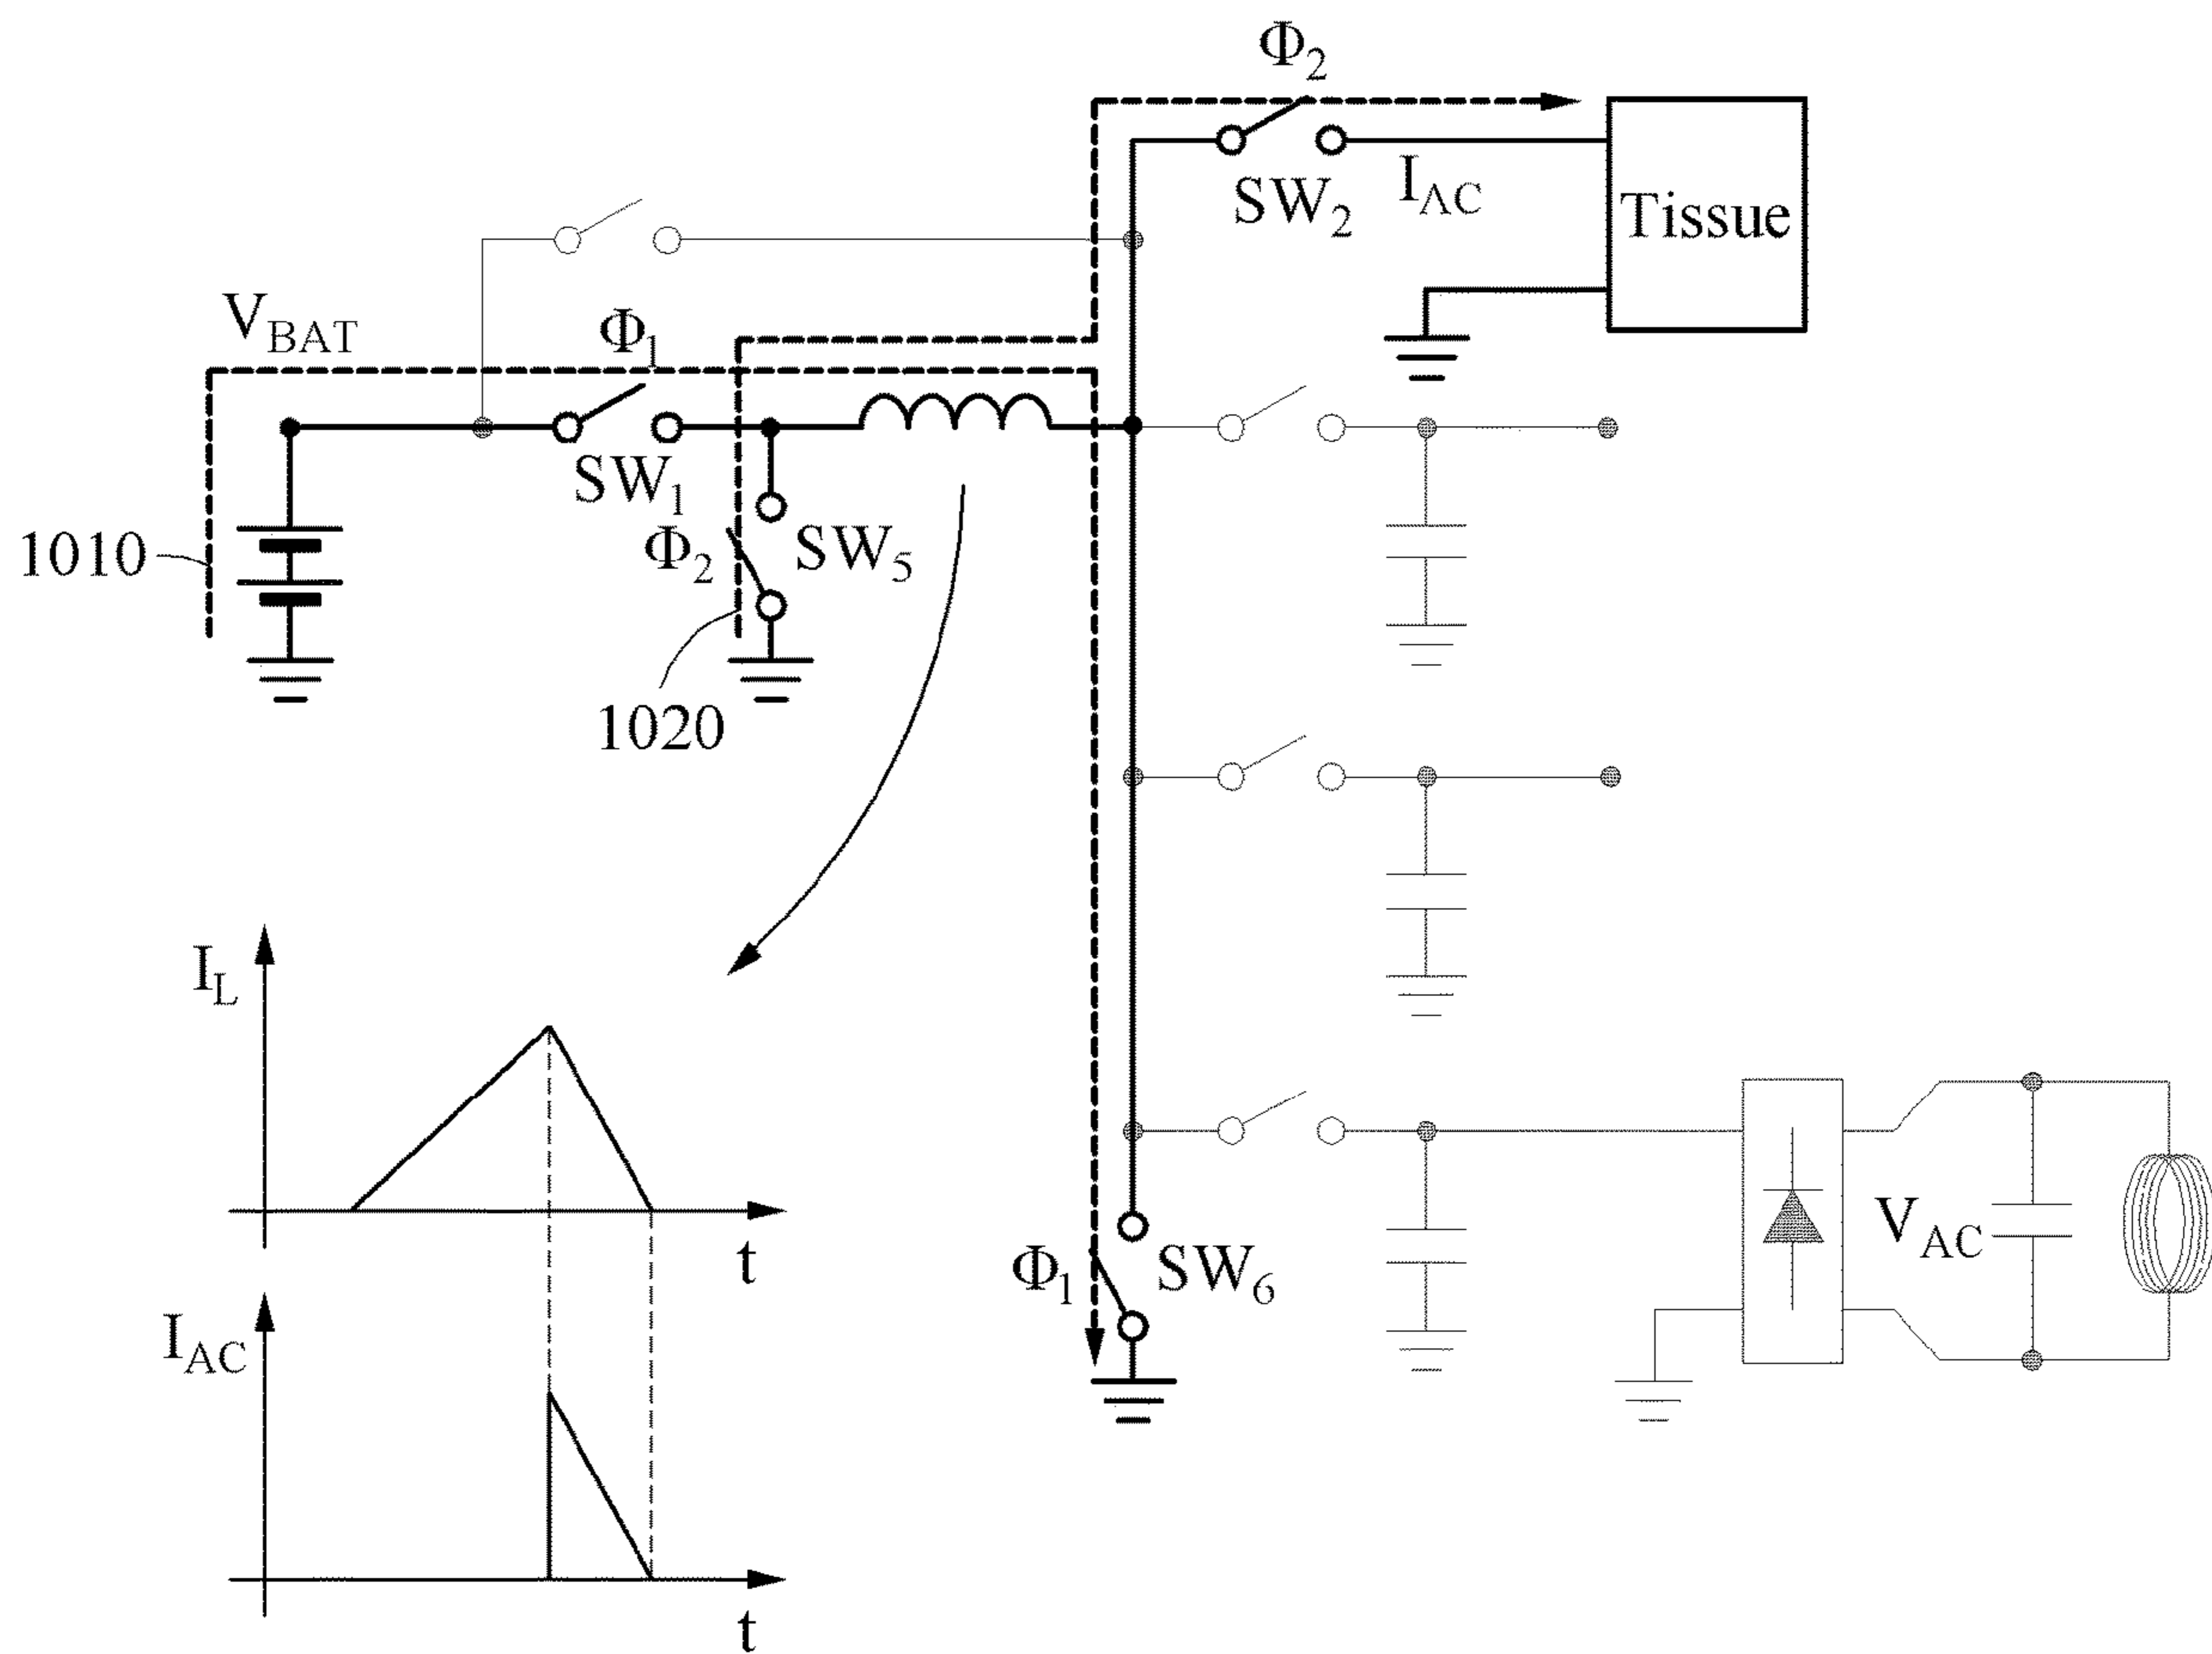 Φ2
SW2
IAC
Tissue
VBAT
Φ1
SW1
1010
Φ2
SW5
1020
IL
t
Φ1
SW6
VAC
IAC
t